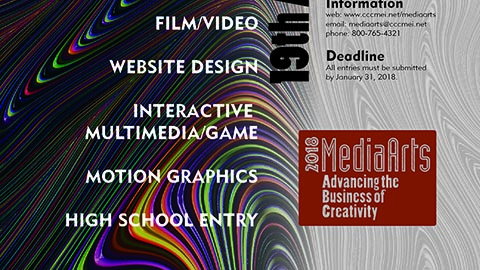 FILM/VIDEO
WEBSITE DESIGN
INTERACTIVE
MULTIMEDIA/GAME
MOTION GRAPHICS
HIGH SCHOOL ENTRY
Information
web: www.cccmei.net/mediaarts
email: mediaarts@cccmei.net
phone: 800-765-4321
Deadline
All entries must be submitted
by January 31, 2018.
2018
MediaArts
Advancing the
Business of
Creativity